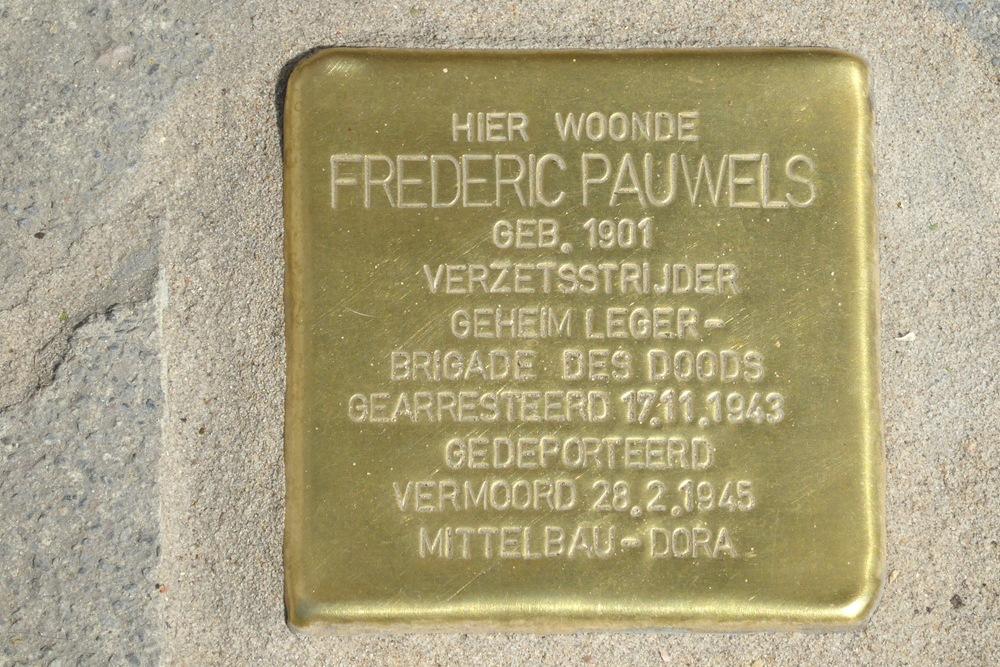 HIER WOONDE
FREDERIC PAUWELS
GEB. 1901
VERZETSSTRIJDER
GEHEIM LEGER-
BRIGADE DES DOODS
GEARRESTEERD 17.11.1943
GEDEPORTEERD
VERMOORD 28.2.1945
MITTELBAU-DORA